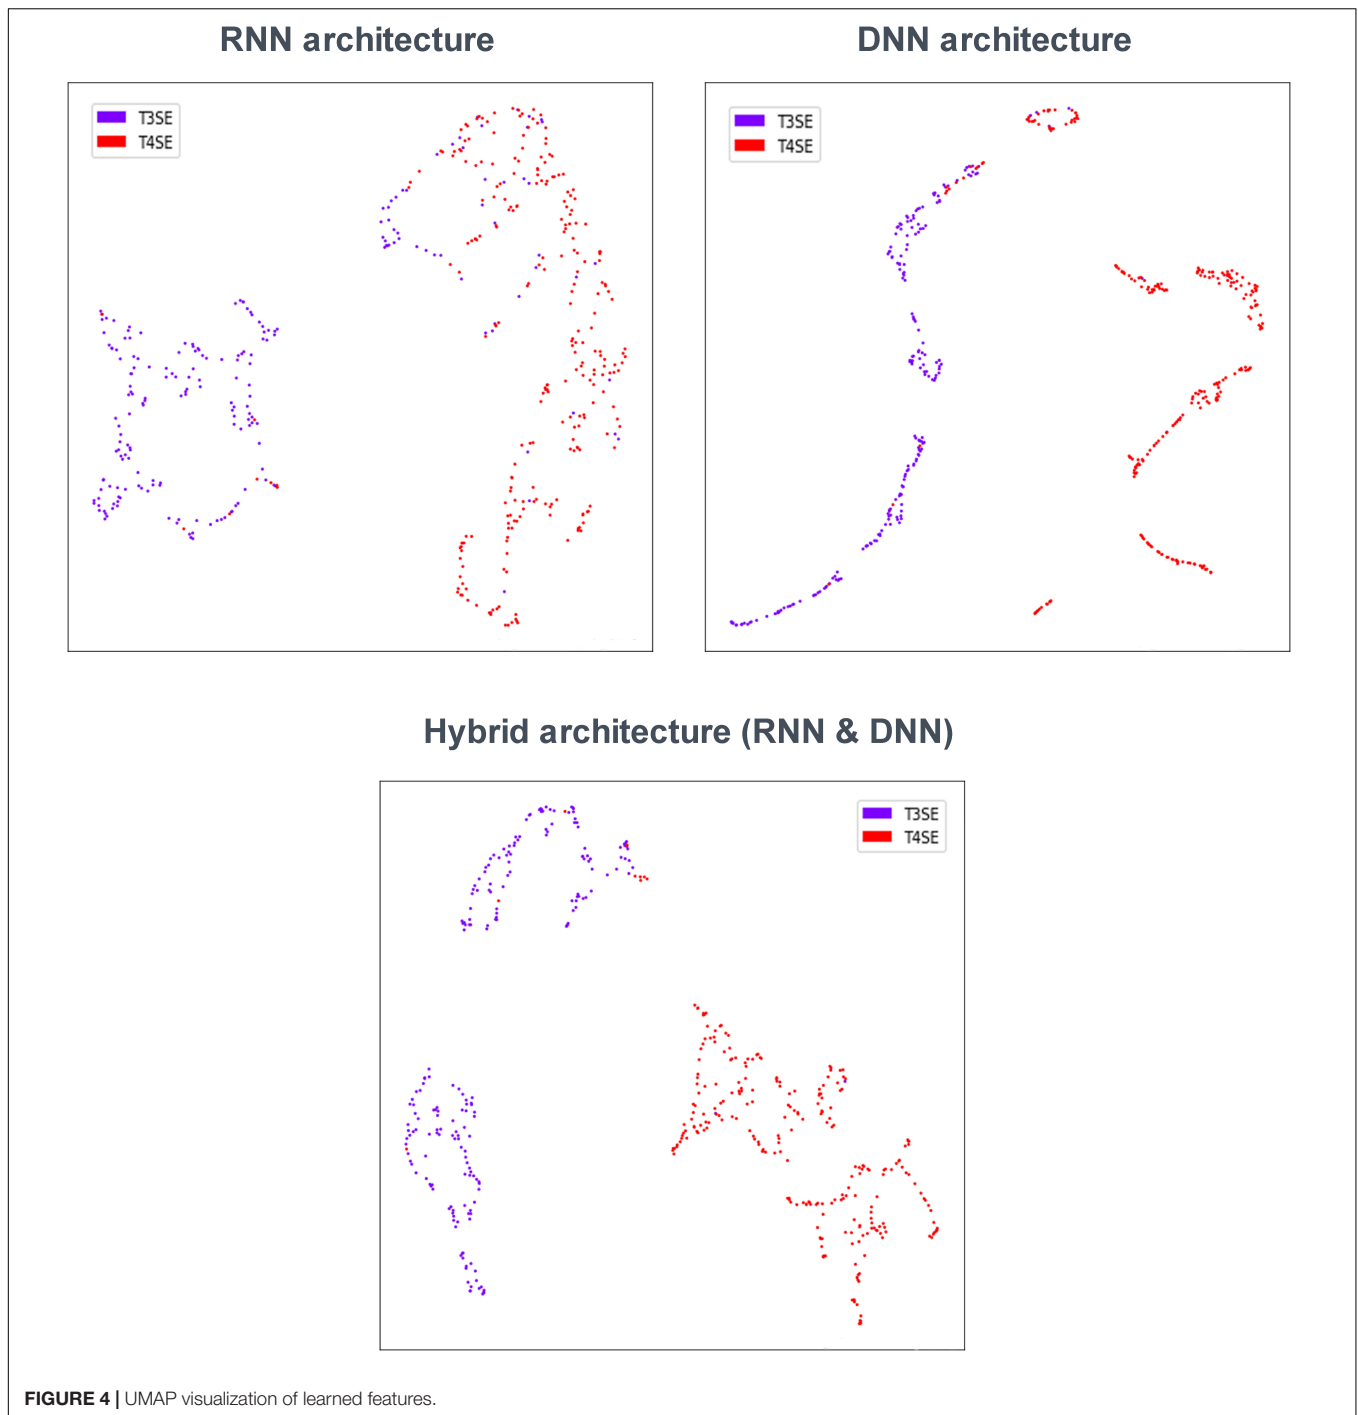 RNN architecture
DNN architecture
T3SE
T4SE
T3SE
T4SE
Hybrid architecture (RNN & DNN)
T3SE
T4SE
FIGURE 4 | UMAP visualization of learned features.